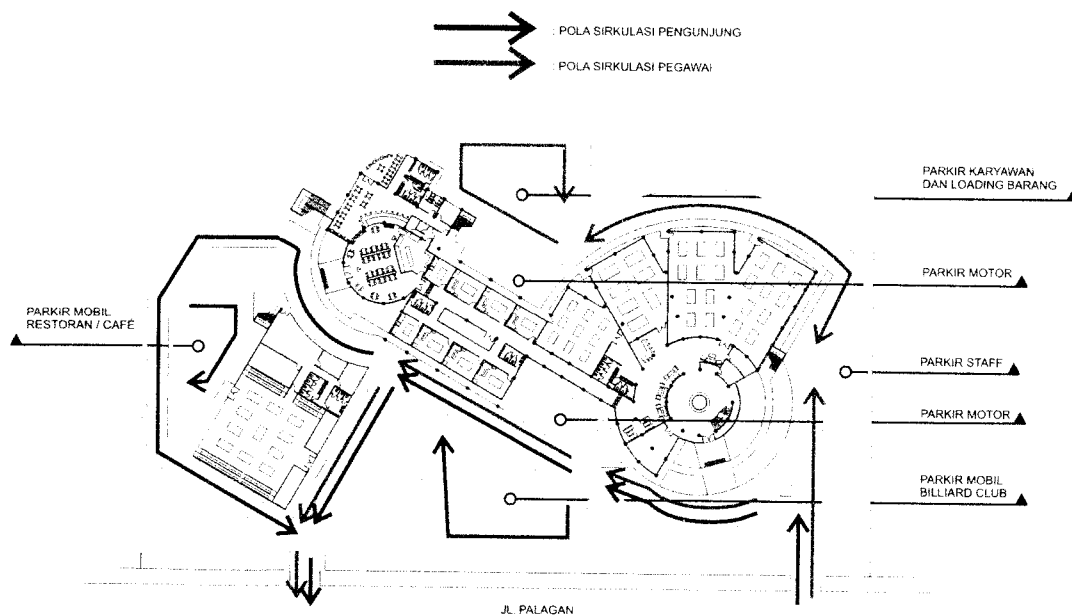 : POLA SIRKULASI PENGUNJUNG
: POLA SIRKULASI PEGAWAI
PARKIR KARYAWAN
DAN LOADING BARANG
PARKIR MOTOR
PARKIR MOBIL
RESTORAN / CAFÉ
PARKIR STAFF
PARKIR MOTOR
PARKIR MOBIL
BILLIARD CLUB
JL. PALAGAN